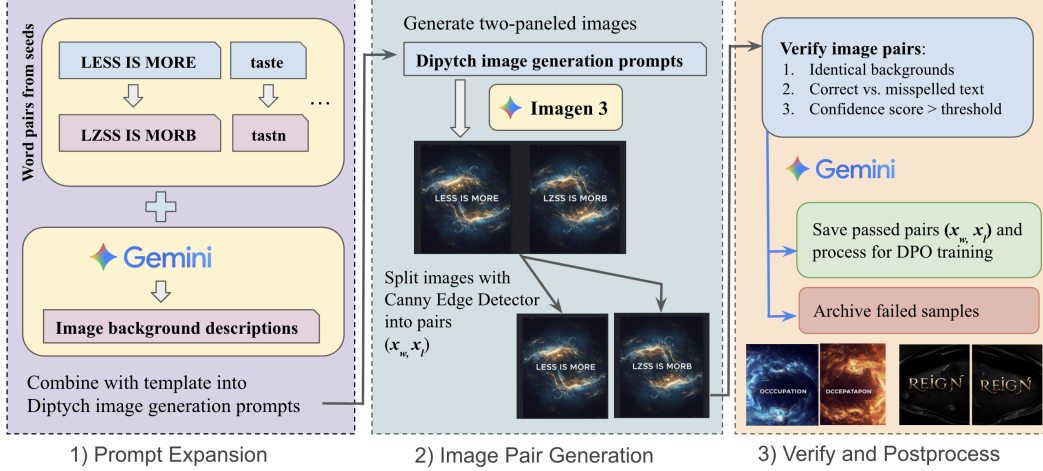 Word pairs from seeds
LESS IS MORE
taste
LZSS IS MORB
tastn
...
Gemini
Image background descriptions
Combine with template into
Diptych image generation prompts
1) Prompt Expansion
Generate two-paneled images
Dipytch image generation prompts
Imagen 3
LESS IS MORE
LZSS IS MORB
Split images with
Canny Edge Detector
into pairs
(x_w, x_l)
LESS IS MORE
LZSS IS MORB
2) Image Pair Generation
Verify image pairs:
1. Identical backgrounds
2. Correct vs. misspelled text
3. Confidence score > threshold
Gemini
Save passed pairs (x_w, x_l) and
process for DPO training
Archive failed samples
OCCCUPATION
OCCEPATAPON
REIGN
REIGN
3) Verify and Postprocess